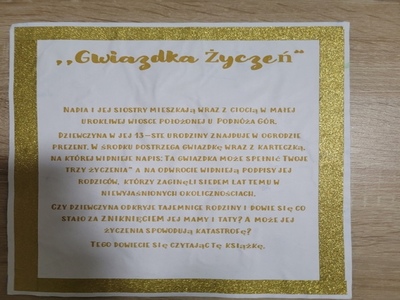 ,,Gwiazdka Życzeń"
Nadia i jej siostry mieszkają wraz z ciocią w małej
urokliwej wiosce położonej u Podnóża Gór.
Dziewczyna w jej 13-ste urodziny znajduje w ogrodzie
prezent. W środku dostrzega gwiazdkę wraz z karteczką,
na której widnieje napis: Ta gwiazdka może spełnić twoje
trzy życzenia" a na odwrocie widnieją podpisy jej
rodziców, którzy zaginęli siedem lat temu w
niewyjaśnionych okolicznościach.
Czy dziewczyna odkryje tajemnice rodziny i dowie się co
stało za zniknięciem jej mamy i taty? A może jej
życzenia spowodują katastrofę?
Tego dowiecie się czytając tę książkę.